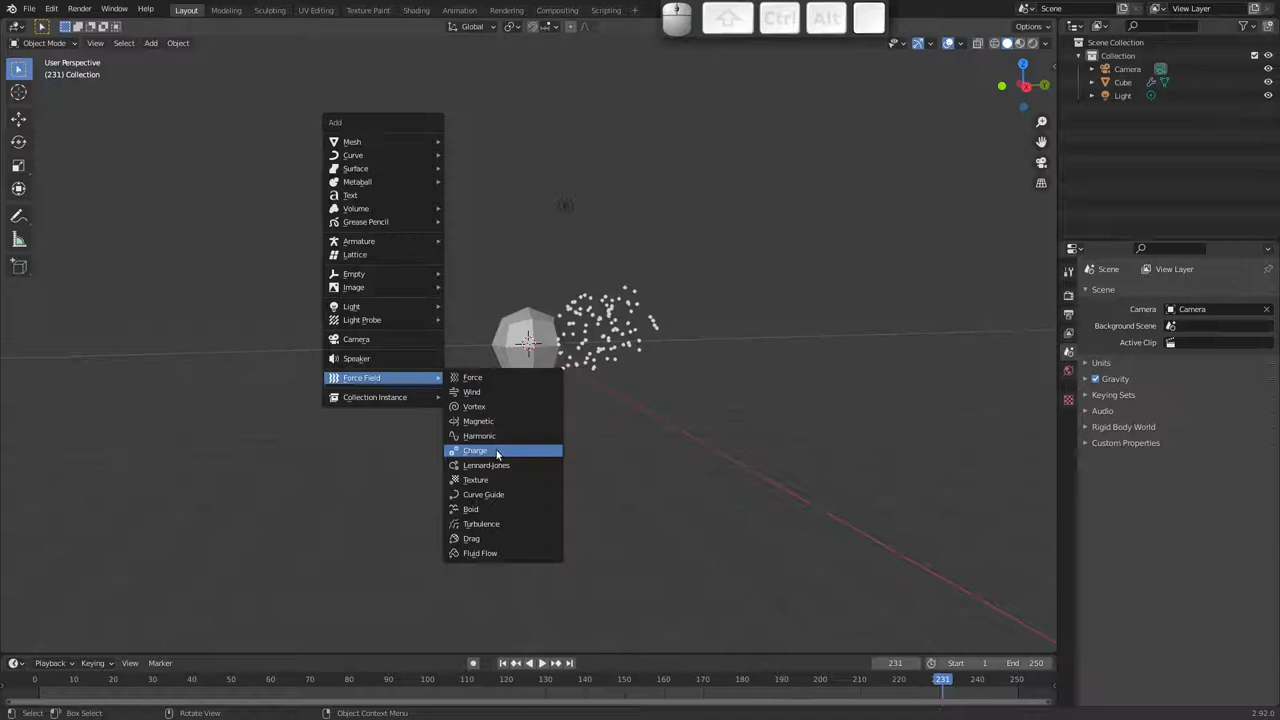 File Edit Render Window Help Layout Modeling Sculpting UV Editing Texture Paint Shading Animation Rendering Compositing Scripting + Ctrl Alt Scene View Layer
Global Options
Object Mode View Select Add Object
User Perspective
(231) Collection
Z
Y
X
Scene Collection
Collection
Camera
Cube
Light
Add
Mesh
Curve
Surface
Metaball
Text
Volume
Grease Pencil
Armature
Lattice
Empty
Image
Light
Light Probe
Camera
Speaker
Force Field
Collection Instance
Force
Wind
Vortex
Magnetic
Harmonic
Charge
Lennard-Jones
Texture
Curve Guide
Boid
Turbulence
Drag
Fluid Flow
Scene View Layer
Scene
Camera Camera
Background Scene
Active Clip
Units
Gravity
Keying Sets
Audio
Rigid Body World
Custom Properties
Playback Keying View Marker 231 Start 1 End 250
0 10 20 30 40 50 60 70 80 90 100 110 120 130 140 150 160 170 180 190 200 210 220 231 240 250
Select Box Select Rotate View Object Context Menu 2.92.0